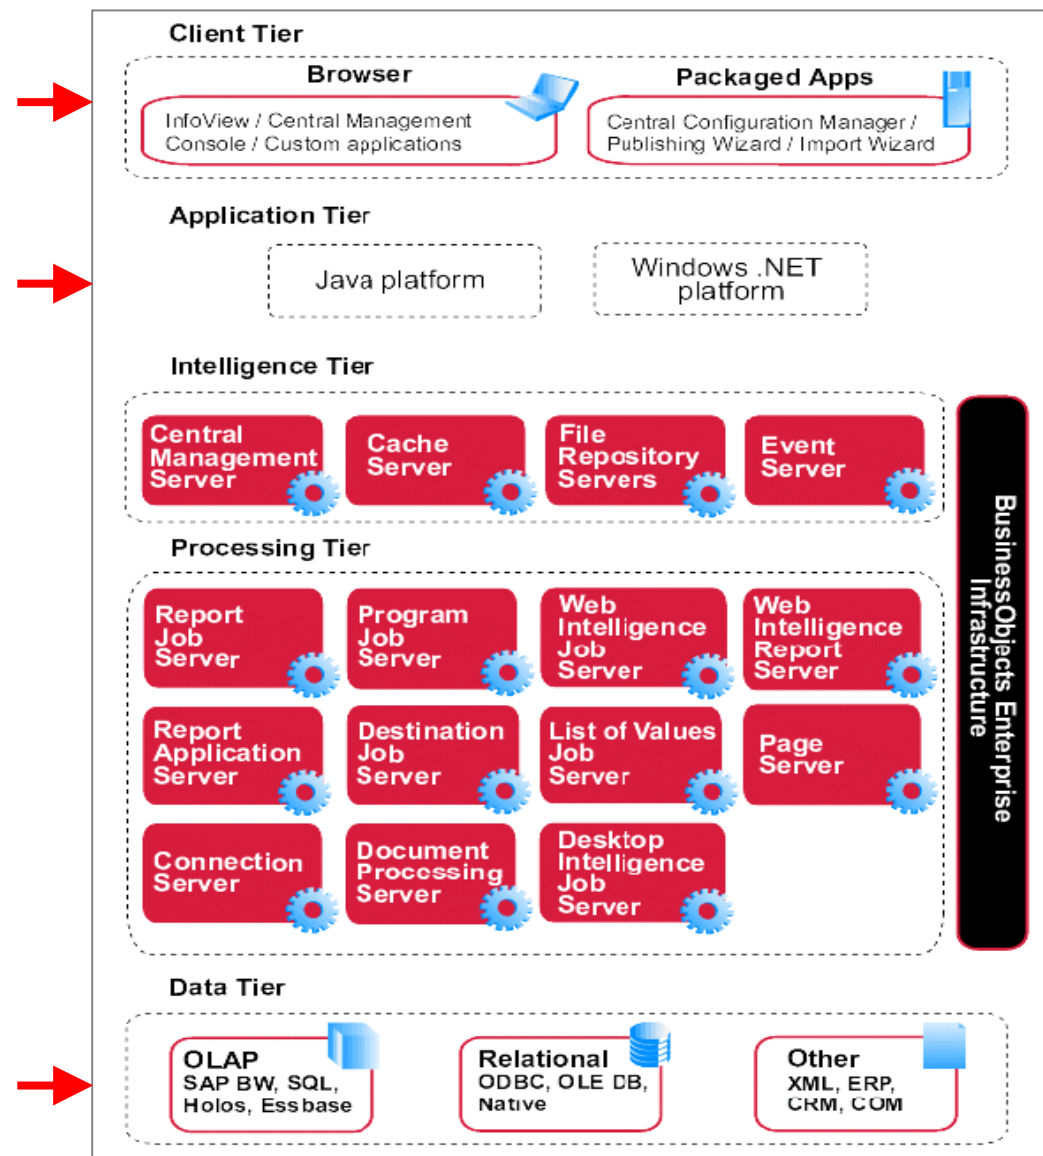 Client Tier
Browser
InfoView / Central Management
Console / Custom applications
Packaged Apps
Central Configuration Manager /
Publishing Wizard / Import Wizard
Application Tier
Java platform
Windows .NET
platform
Intelligence Tier
Central
Management
Server
Cache
Server
File
Repository
Servers
Event
Server
BusinessObjects Enterprise
Infrastructure
Processing Tier
Report
Job
Server
Program
Job
Server
Web
Intelligence
Job
Server
Web
Intelligence
Report
Server
Report
Application
Server
Destination
Job
Server
List of Values
Job
Server
Page
Server
Connection
Server
Document
Processing
Server
Desktop
Intelligence
Job
Server
Data Tier
OLAP
SAP BW, SQL,
Holos, Essbase
Relational
ODBC, OLE DB,
Native
Other
XML, ERP,
CRM, COM